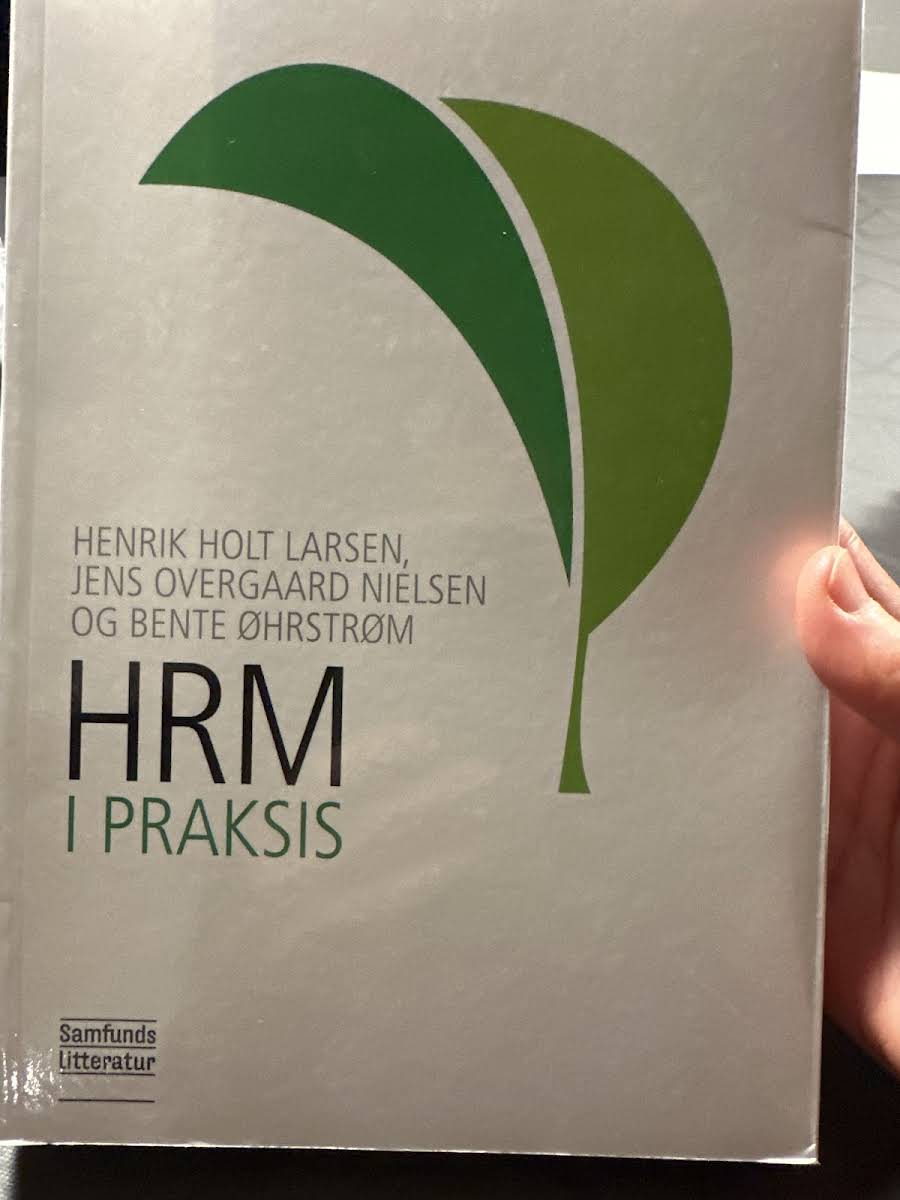 HENRIK HOLT LARSEN,
JENS OVERGAARD NIELSEN
OG BENTE ØHRSTRØM
HRM
I PRAKSIS
Samfunds
Litteratur